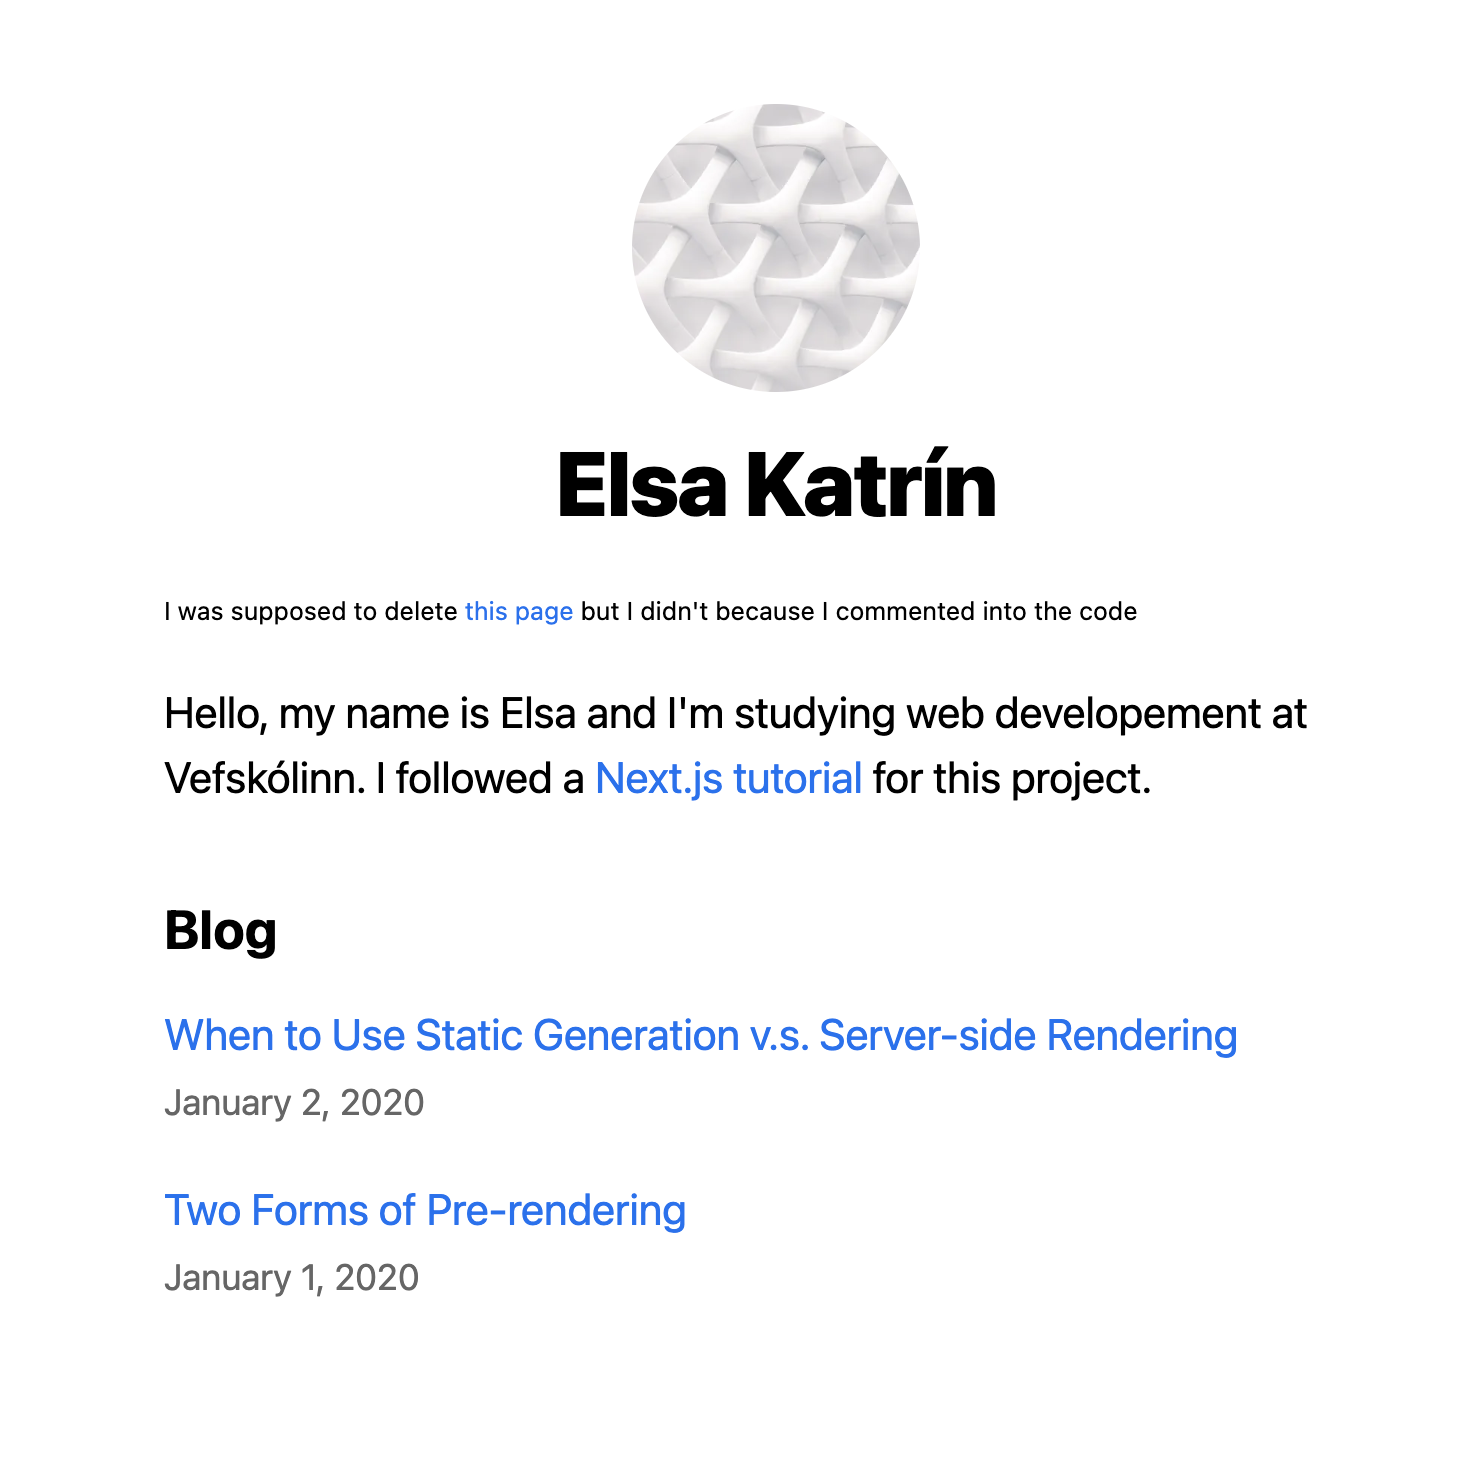 Elsa Katrín
I was supposed to delete this page but I didn't because I commented into the code
Hello, my name is Elsa and I'm studying web developement at
Vefskólinn. I followed a Next.js tutorial for this project.
Blog
When to Use Static Generation v.s. Server-side Rendering
January 2, 2020
Two Forms of Pre-rendering
January 1, 2020